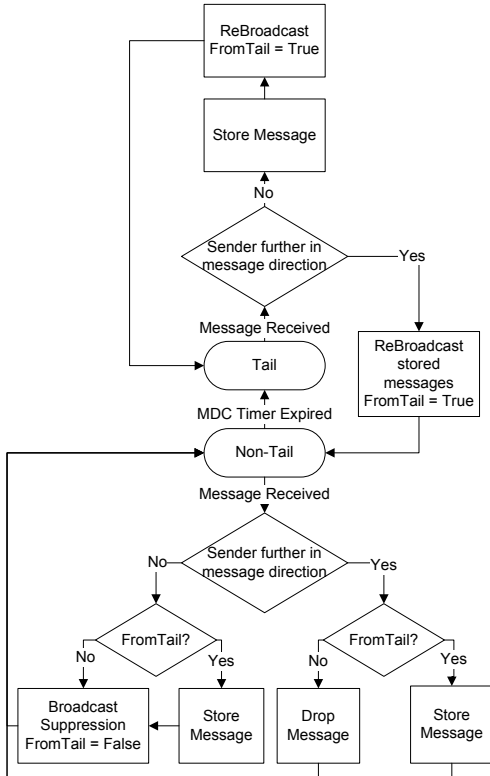 ReBroadcast
FromTail = True
Store Message
No
Sender further in
message direction
Yes
Message Received
ReBroadcast
stored
messages
FromTail = True
Tail
MDC Timer Expired
Non-Tail
Message Received
Sender further in
message direction
No
Yes
FromTail?
FromTail?
No
Yes
No
Yes
Broadcast
Suppression
FromTail = False
Store
Message
Drop
Message
Store
Message